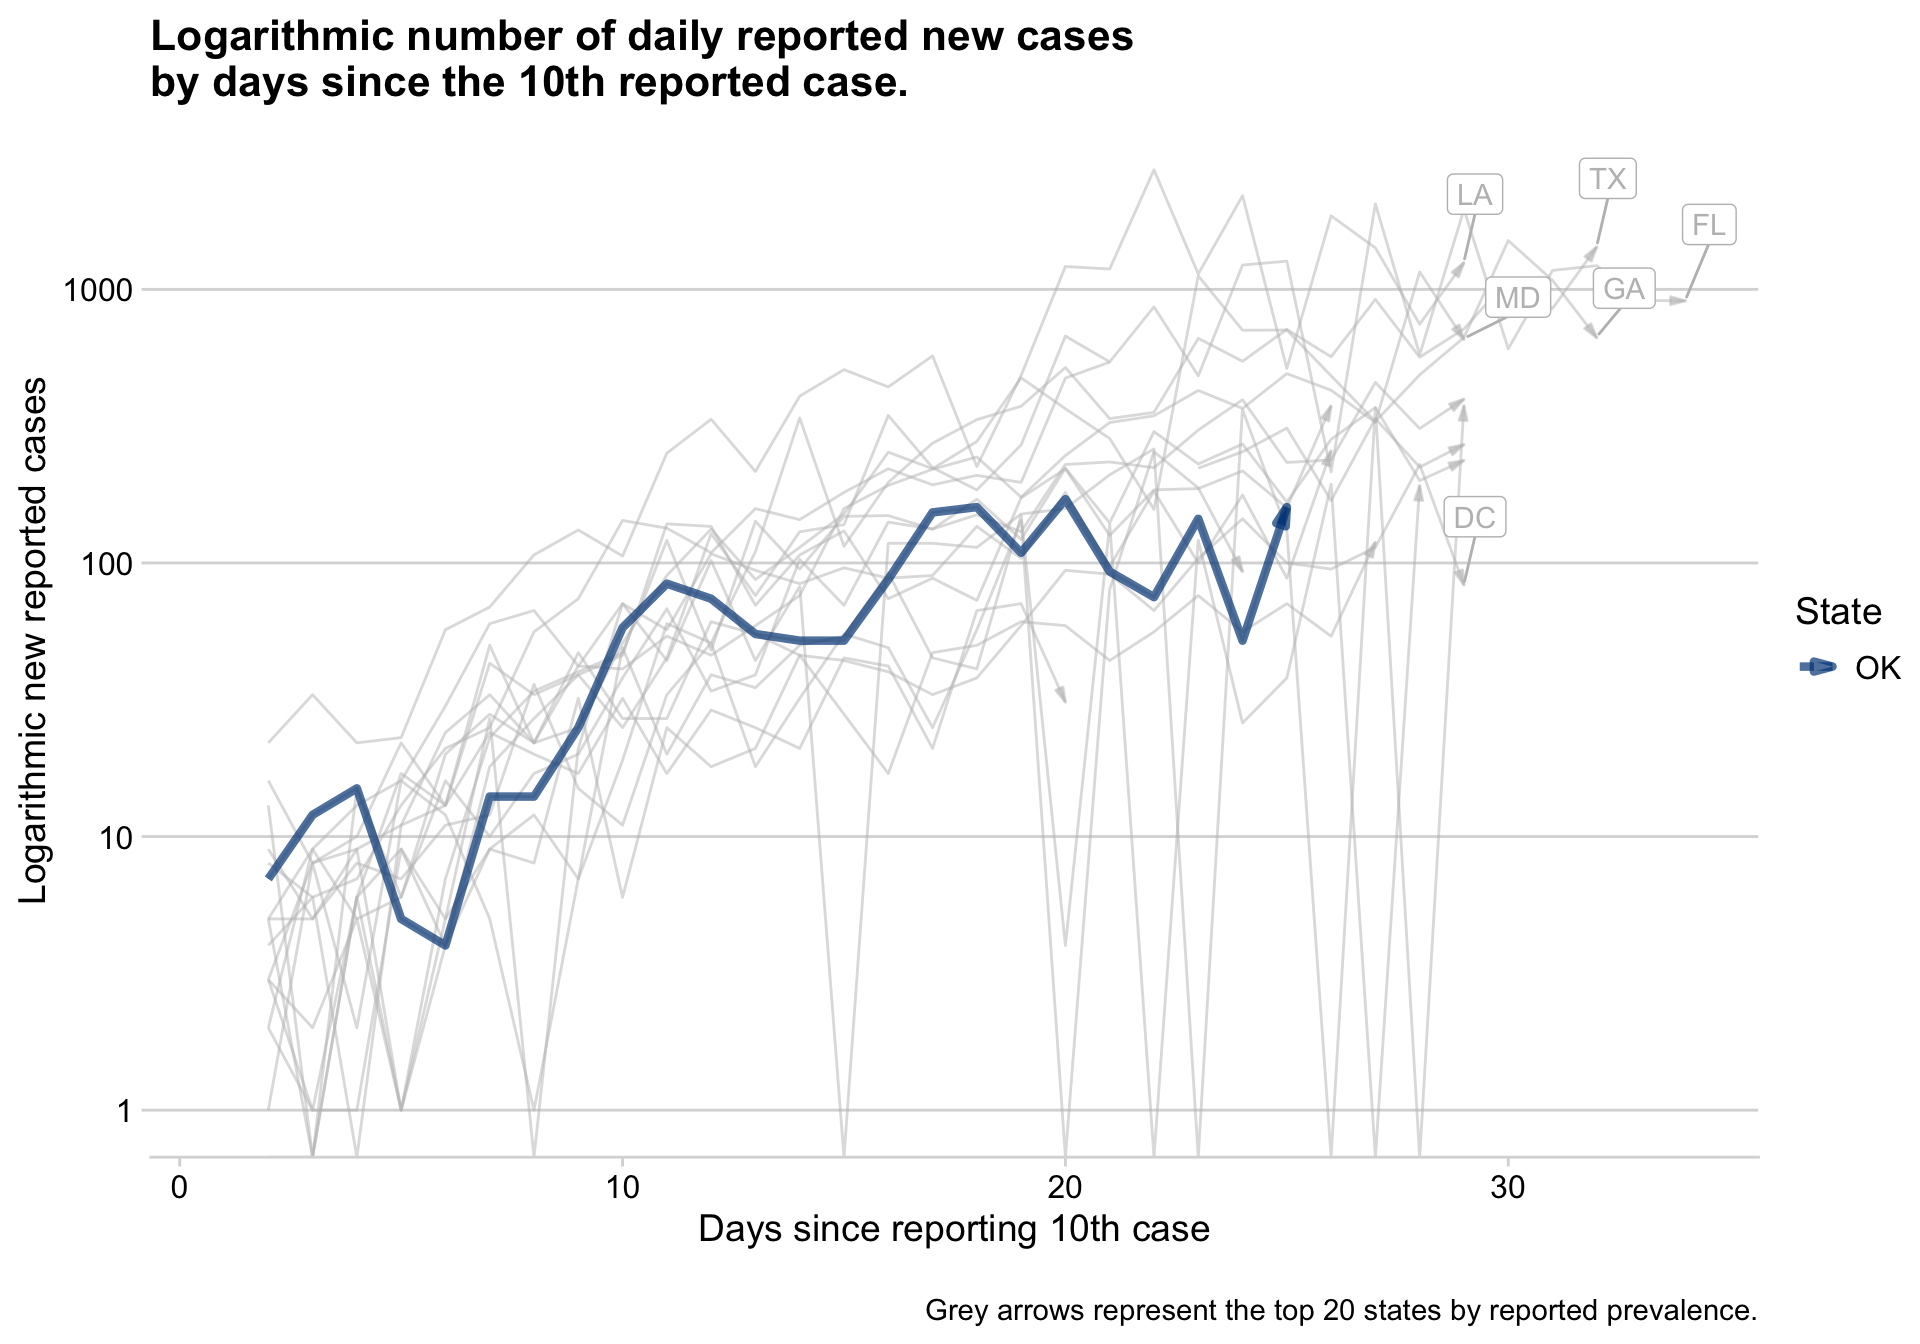 Logarithmic number of daily reported new cases
by days since the 10th reported case.
Logarithmic new reported cases
1000
100
10
1
LA
TX
FL
MD
GA
DC
State
OK
0
10
20
30
Days since reporting 10th case
Grey arrows represent the top 20 states by reported prevalence.